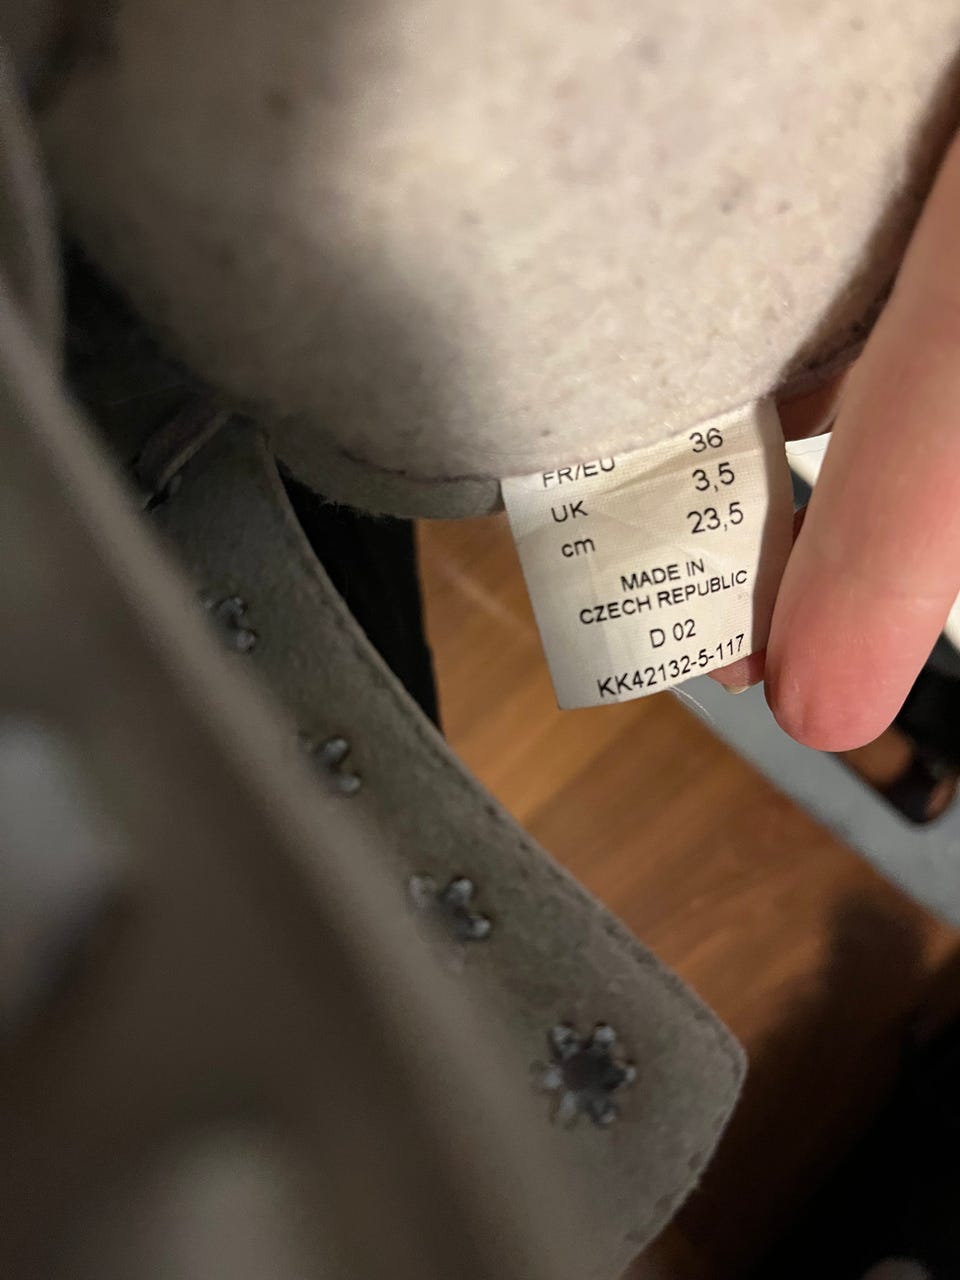 FR/EU 36
UK 3,5
cm 23,5
MADE IN
CZECH REPUBLIC
D 02
KK42132-5-117